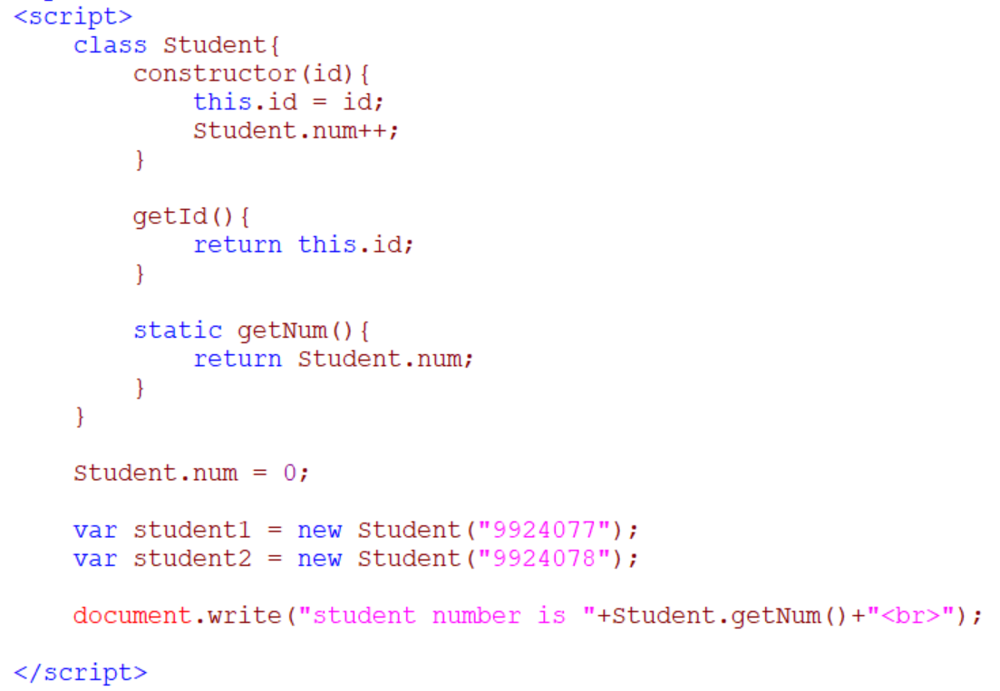 <script>
class Student{
constructor(id){
this.id = id;
Student.num++;
}
getId(){
return this.id;
}
static getNum(){
return Student.num;
}
}
Student.num = 0;
var student1 = new Student("9924077");
var student2 = new Student("9924078");
document.write("student number is "+Student.getNum()+"<br>");
</script>